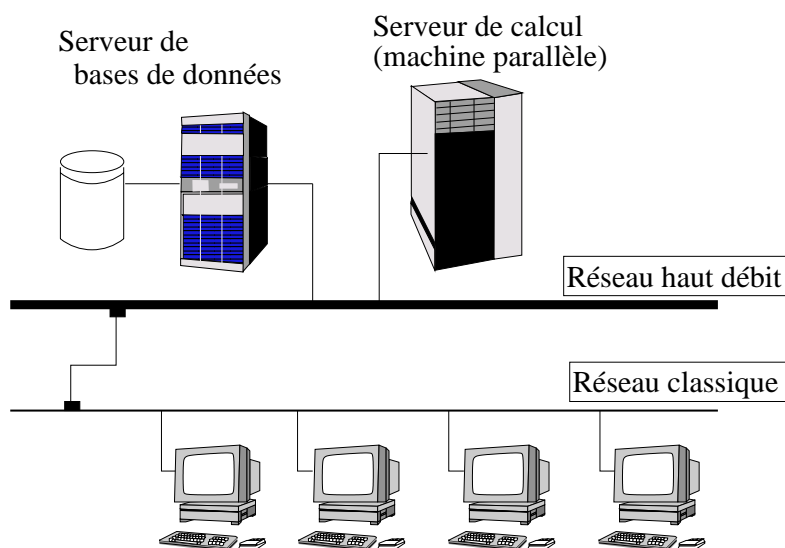 Serveur de
bases de données
Serveur de calcul
(machine parallèle)
Réseau haut débit
Réseau classique